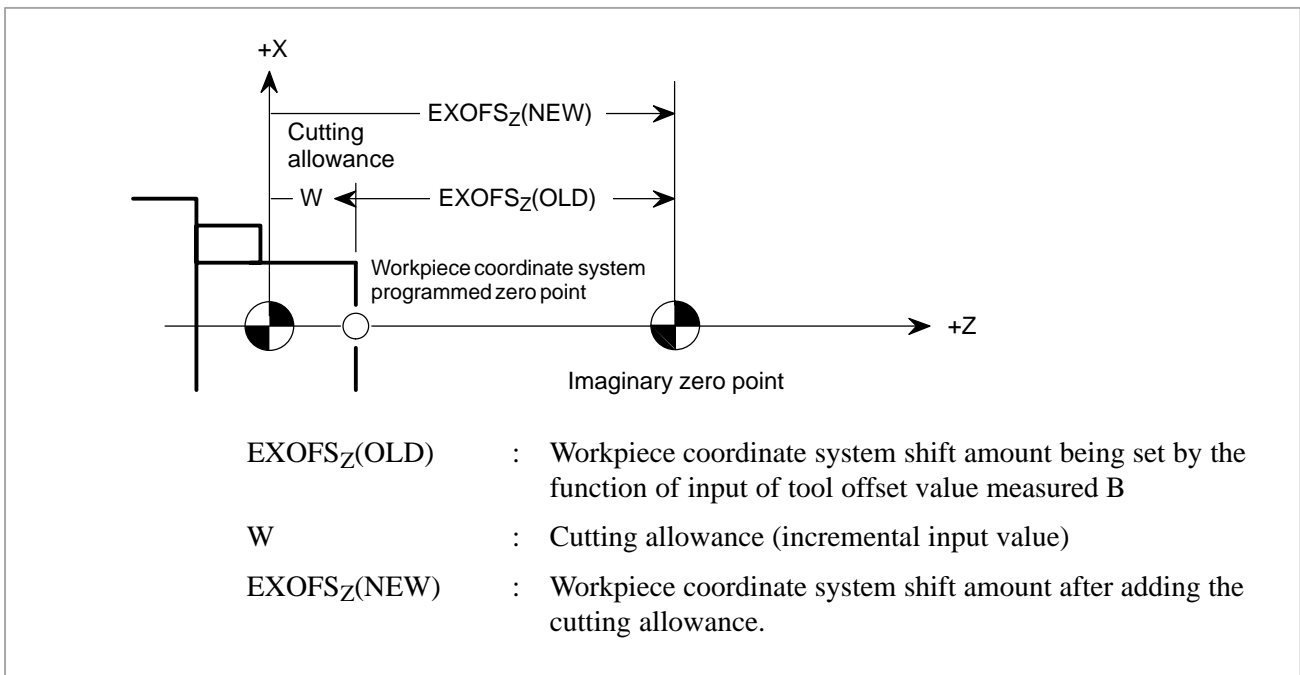 +X
EXOFSZ(NEW)
Cutting
allowance
W
EXOFSZ(OLD)
Workpiece coordinate system
programmed zero point
+Z
Imaginary zero point
EXOFSZ(OLD) : Workpiece coordinate system shift amount being set by the
function of input of tool offset value measured B
W : Cutting allowance (incremental input value)
EXOFSZ(NEW) : Workpiece coordinate system shift amount after adding the
cutting allowance.